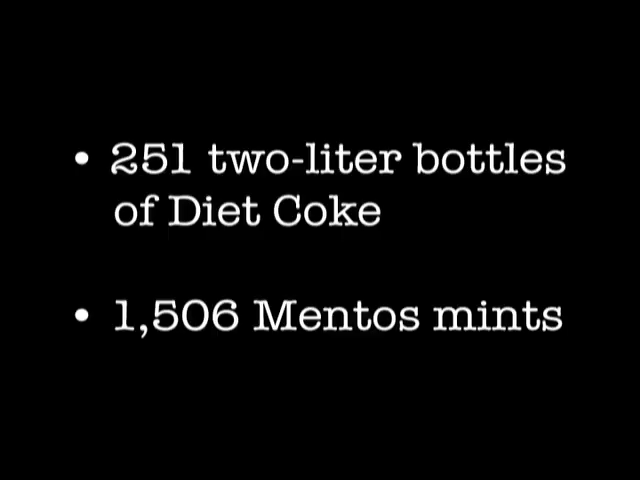 • 251 two-liter bottles
of Diet Coke
• 1,506 Mentos mints